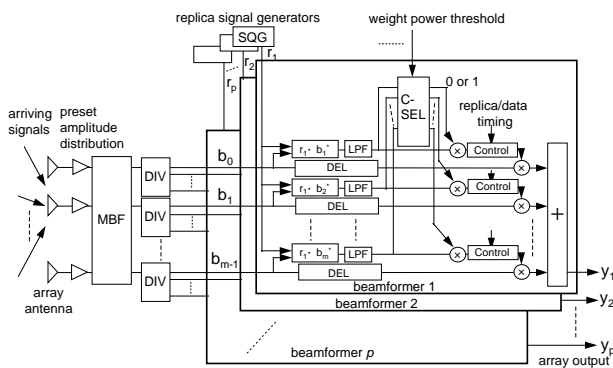 replica signal generators
weight power threshold
SQG
r1
r2
rp
0 or 1
C-
SEL
replica/data
timing
arriving
signals
preset
amplitude
distribution
b0
r1· b1*
LPF
Control
DEL
DIV
MBF
b1
r1· b2*
LPF
Control
DEL
DIV
+
bm-1
r1· bm*
LPF
Control
DEL
DIV
array
antenna
beamformer 1
y1
beamformer 2
y2
beamformer p
yp
array output